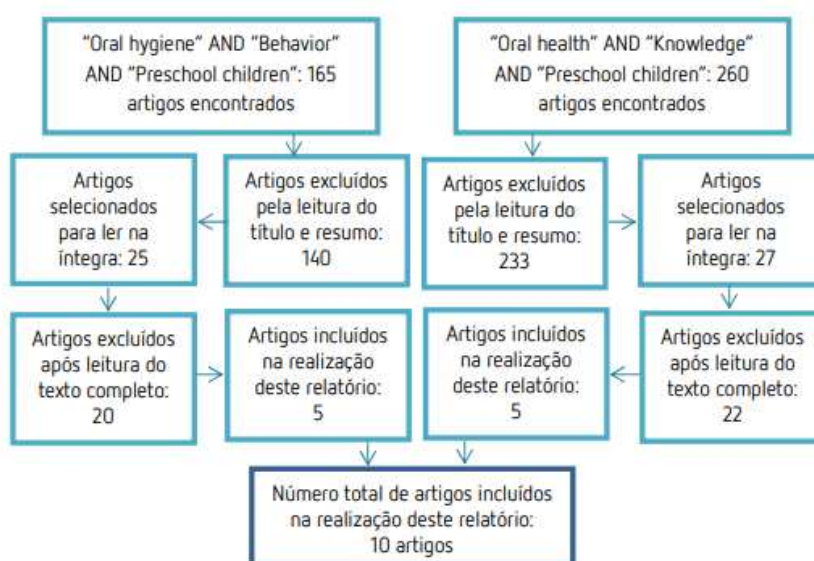 "Oral hygiene" AND "Behavior"
AND "Preschool children": 165
artigos encontrados
"Oral health" AND "Knowledge"
AND "Preschool children": 260
artigos encontrados
Artigos
selecionados
para ler na
íntegra: 25
Artigos excluídos
pela leitura do
título e resumo:
140
Artigos excluídos
pela leitura do
título e resumo:
233
Artigos
selecionados
para ler na
íntegra: 27
Artigos excluídos
após leitura do
texto completo:
20
Artigos incluídos
na realização
deste relatório:
5
Artigos incluídos
na realização
deste relatório:
5
Artigos excluídos
após leitura do
texto completo:
22
Número total de artigos incluídos
na realização deste relatório:
10 artigos